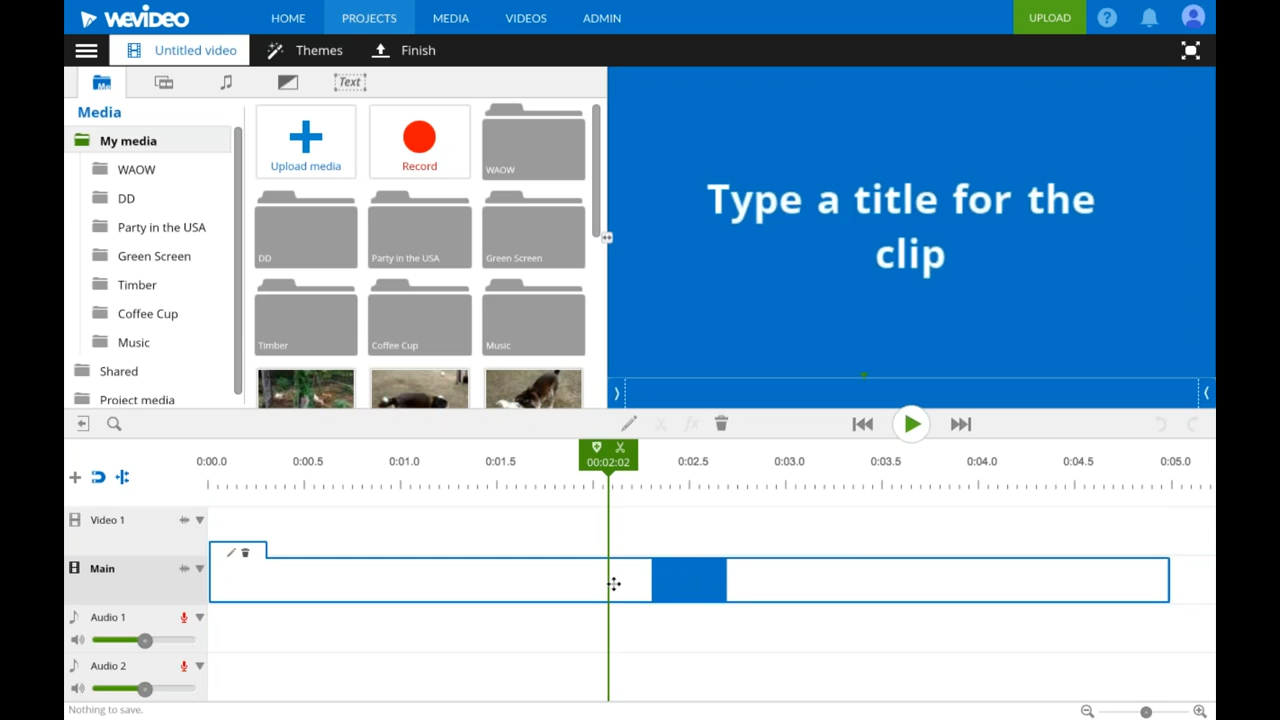 WEVIDEO HOME PROJECTS MEDIA VIDEOS ADMIN UPLOAD ?
Untitled video Themes Finish
Text
Media
My media
WAOW
DD
Party in the USA
Green Screen
Timber
Coffee Cup
Music
Shared
Project media
Upload media Record WAOW
DD Party in the USA Green Screen
Timber Coffee Cup Music
Type a title for the
clip
00:02:02
0:00.0 0:00.5 0:01.0 0:01.5 0:02.5 0:03.0 0:03.5 0:04.0 0:04.5 0:05.0
Video 1
Main
Audio 1
Audio 2
Nothing to save.